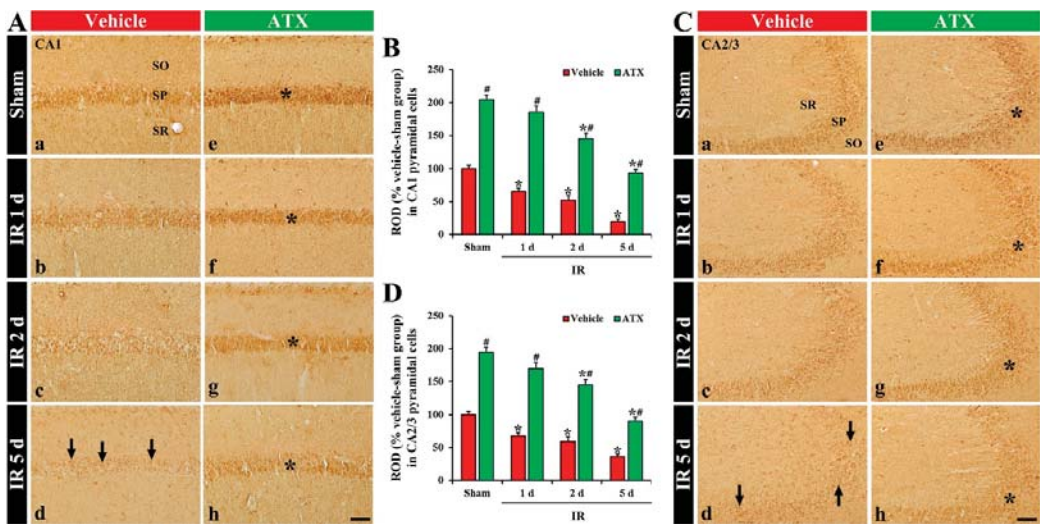 A
Vehicle
ATX
Sham
IR 1 d
IR 2 d
IR 5 d
CA1
SO
SP
SR
a
*
e
b
*
f
c
*
g
d
*
h
B
Vehicle ATX
ROD (% vehicle-sham group)
in CA1 pyramidal cells
250
200
150
100
50
0
#
#
*#
*#
*
*
*
Sham 1 d 2 d 5 d
IR
D
Vehicle ATX
ROD (% vehicle-sham group)
in CA2/3 pyramidal cells
250
200
150
100
50
0
#
#
*#
*#
*
*
*
Sham 1 d 2 d 5 d
IR
C
Vehicle
ATX
Sham
IR 1 d
IR 2 d
IR 5 d
CA2/3
SR
SP
SO
a
*
e
b
*
f
c
*
g
d
*
h